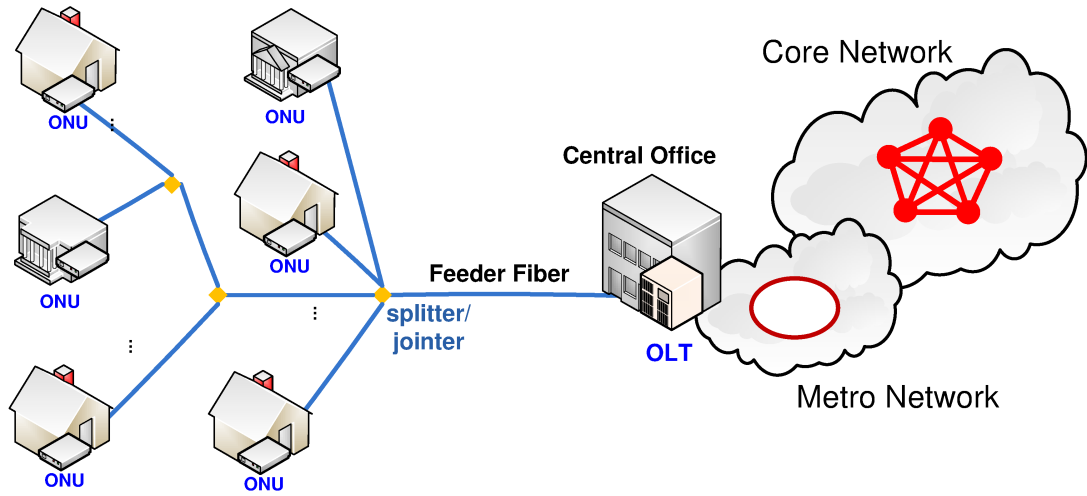 Core Network
ONU
ONU
Central Office
ONU
Feeder Fiber
ONU
splitter/
jointer
OLT
Metro Network
ONU
ONU